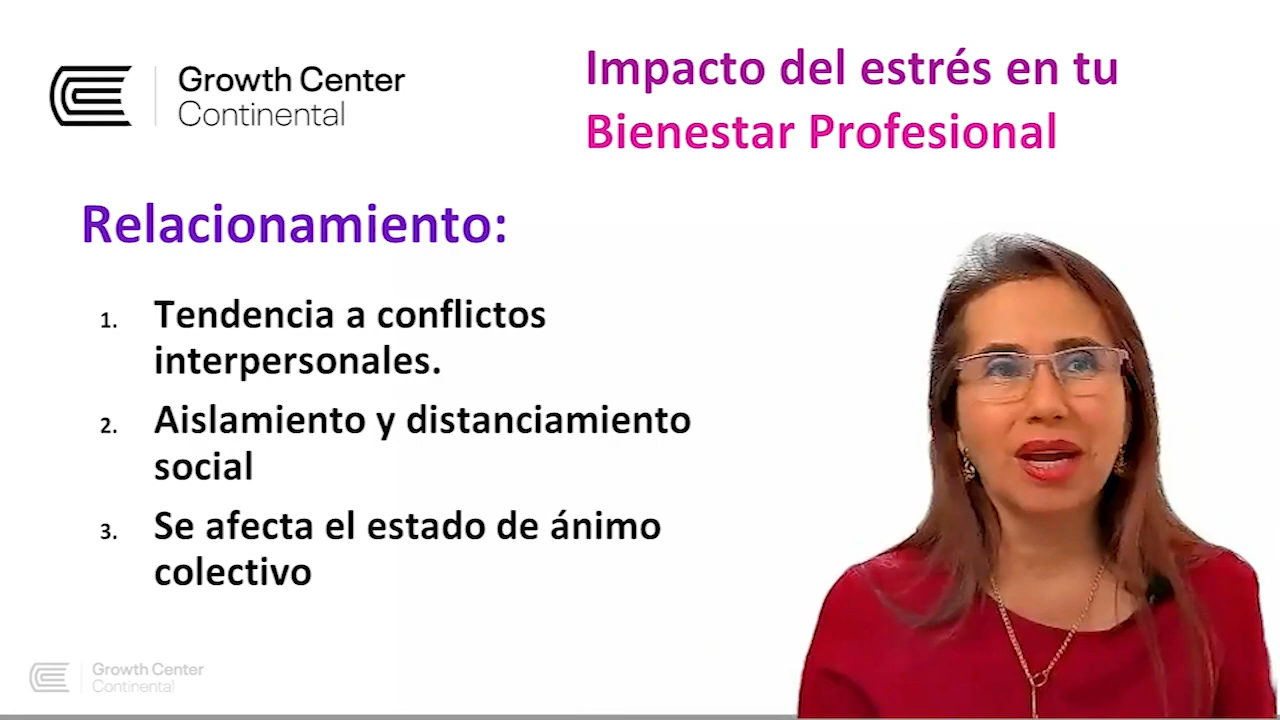 Growth Center
Continental
Impacto del estrés en tu
Bienestar Profesional
Relacionamiento:
1. Tendencia a conflictos
interpersonales.
2. Aislamiento y distanciamiento
social
3. Se afecta el estado de ánimo
colectivo
Growth Center
Continental